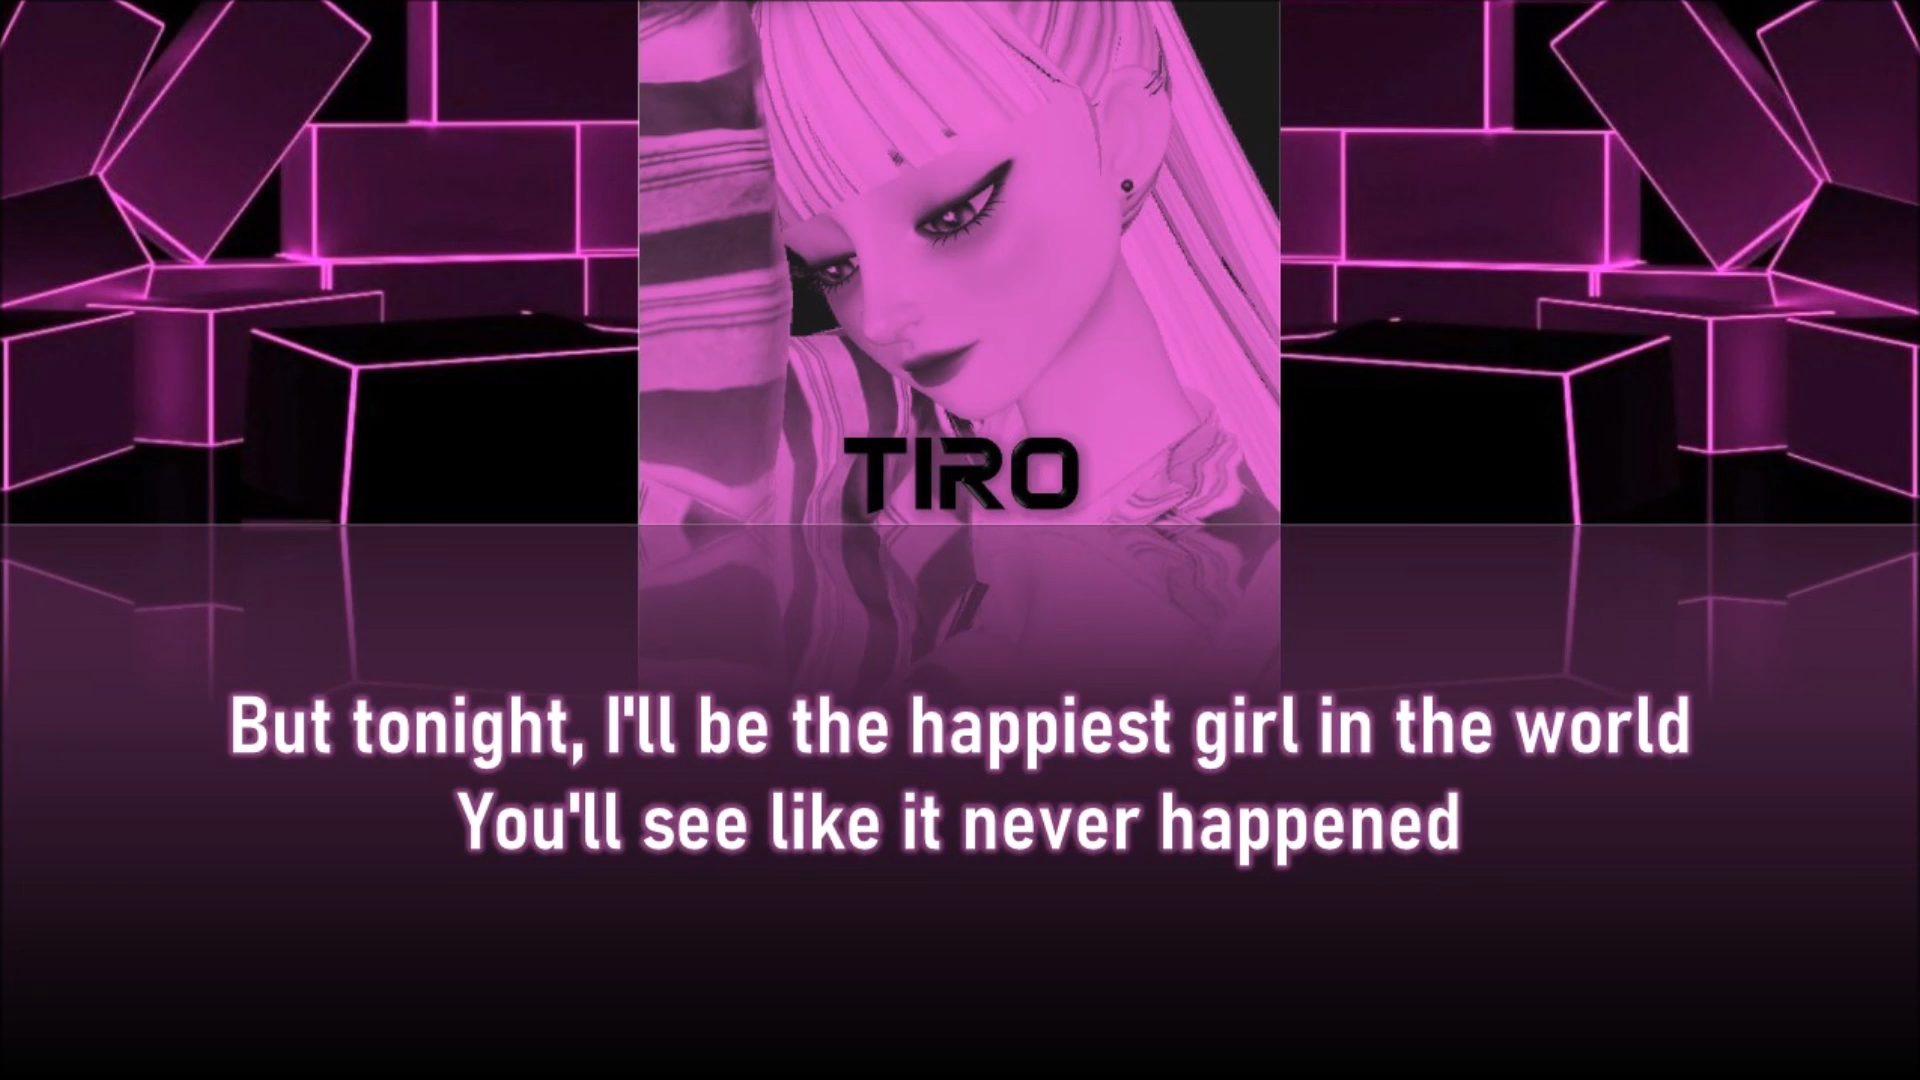 TIRO
But tonight, I'll be the happiest girl in the world
You'll see like it never happened